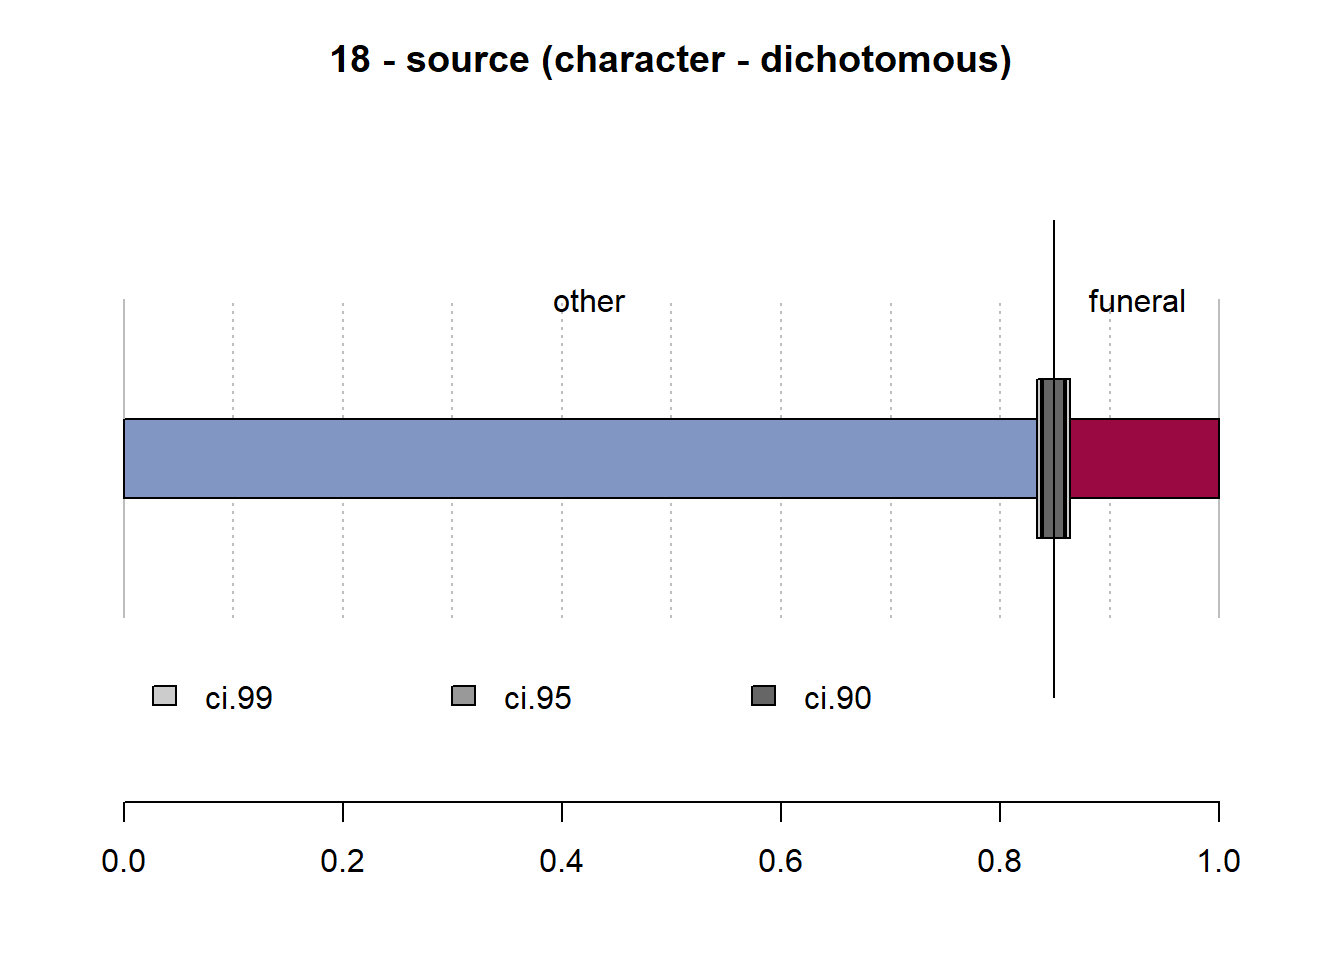 18 - source (character - dichotomous)
other funeral
ci.99 ci.95 ci.90
0.0 0.2 0.4 0.6 0.8 1.0